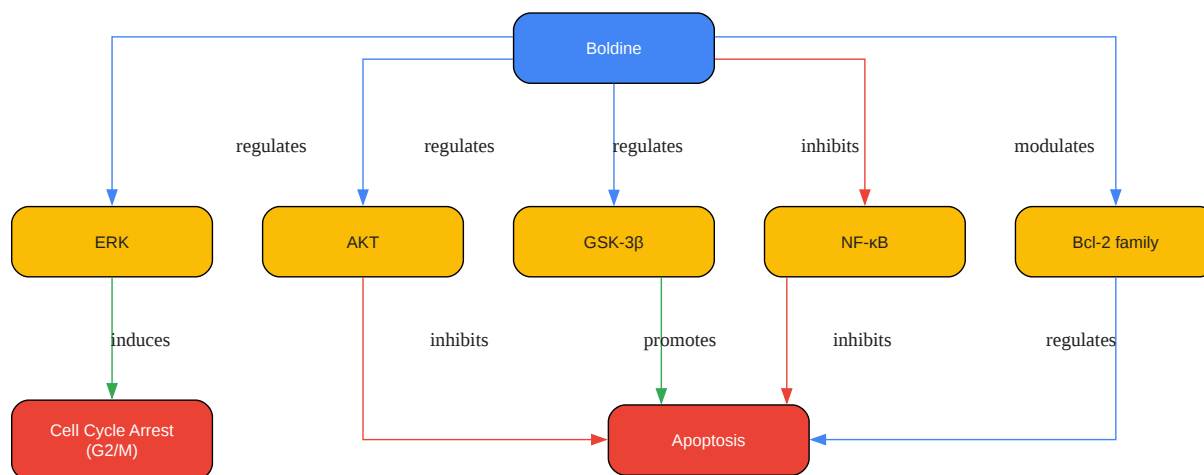 Boldine
regulates
regulates
regulates
inhibits
modulates
ERK
AKT
GSK-3β
NF-κB
Bcl-2 family
induces
inhibits
promotes
inhibits
regulates
Cell Cycle Arrest
(G2/M)
Apoptosis